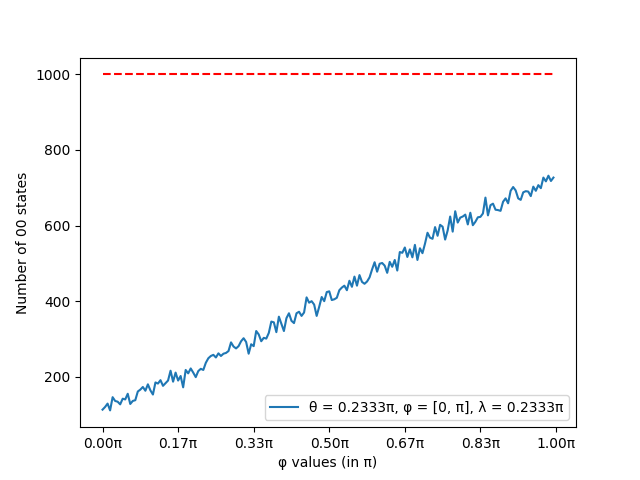 1000
800
600
400
200
Number of 00 states
θ = 0.2333π, φ = [0, π], λ = 0.2333π
0.00π 0.17π 0.33π 0.50π 0.67π 0.83π 1.00π
φ values (in π)